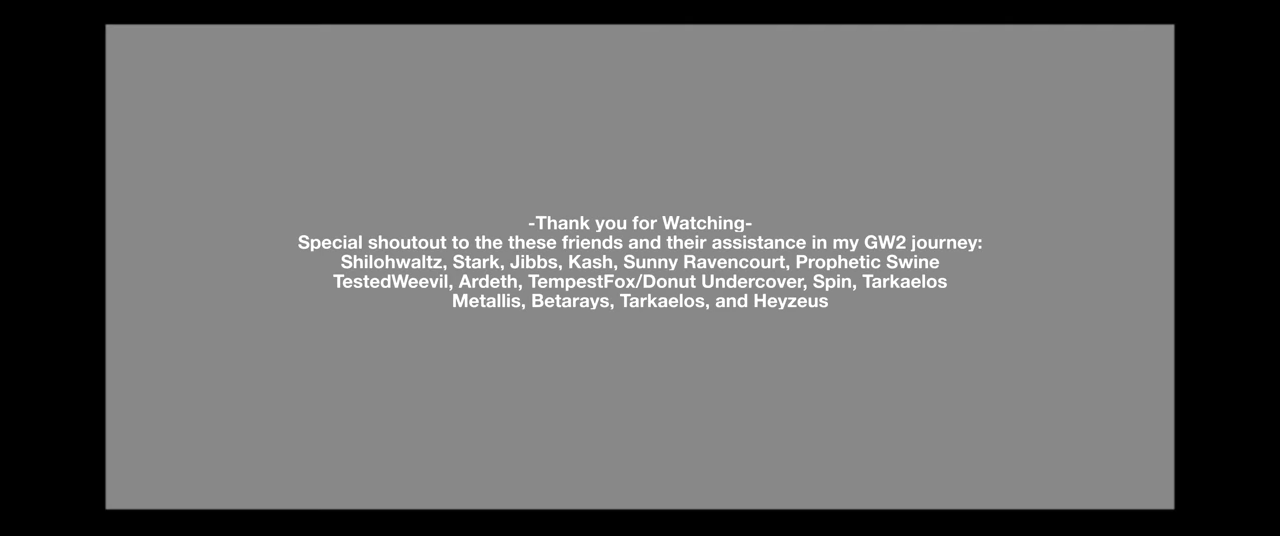 -Thank you for Watching-
Special shoutout to the these friends and their assistance in my GW2 journey:
Shilohwaltz, Stark, Jibbs, Kash, Sunny Ravencourt, Prophetic Swine
TestedWeevil, Ardeth, TempestFox/Donut Undercover, Spin, Tarkaelos
Metallis, Betarays, Tarkaelos, and Heyzeus